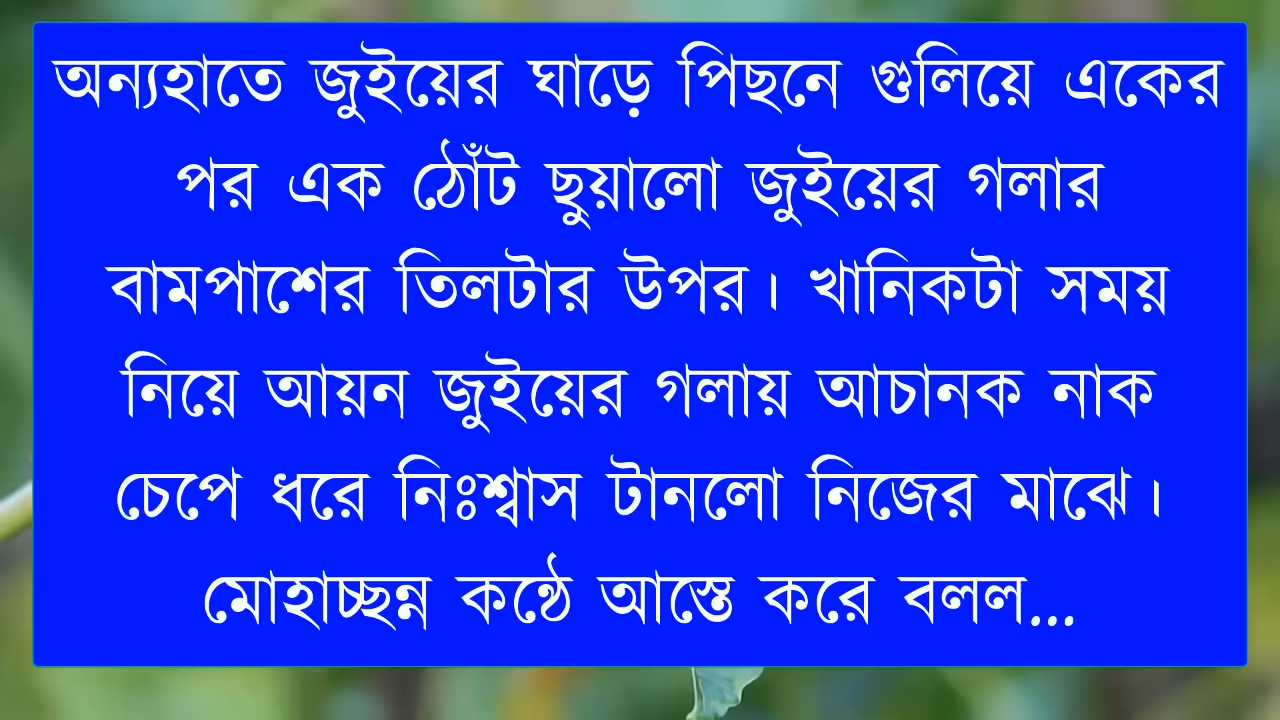 অন্যহাতে জুইয়ের ঘাড়ে পিছনে গুলিয়ে একের
পর এক ঠোঁট ছুয়ালো জুইয়ের গলার
বামপাশের তিলটার উপর। খানিকটা সময়
নিয়ে আয়ন জুইয়ের গলায় আচানক নাক
চেপে ধরে নিঃশ্বাস টানলো নিজের মাঝে।
মোহাচ্ছন্ন কন্ঠে আস্তে করে বলল...